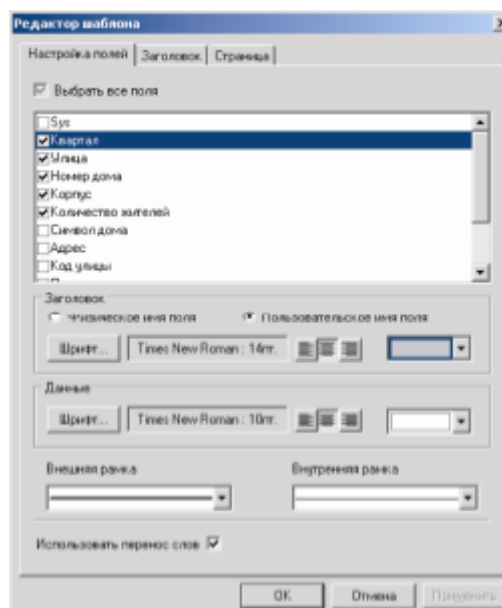 Редактор шаблона
Настройка полей Заголовок Страница
Выбрать все поля
Sys
Квартал
Улица
Номер дома
Корпус
Количество жителей
Символ дома
Адрес
Код улицы
Заголовок
Физическое имя поля Пользовательское имя поля
Шрифт... Times New Roman : 14пт.
Данные
Шрифт... Times New Roman : 10пт.
Внешняя рамка Внутренняя рамка
Использовать перенос слов
OK Отмена Применить